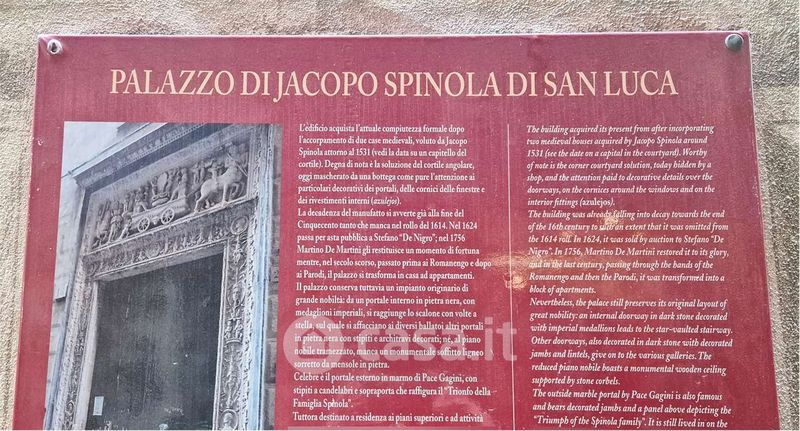 PALAZZO DI JACOPO SPINOLA DI SAN LUCA
L'edificio acquista l'attuale compiutezza formale dopo
l'accorpamento di due case medievali, voluto da Jacopo
Spinola attorno al 1531 (vedi la data su un capitello del
cortile). Degna di nota è la soluzione del cortile angolare,
oggi mascherato da una bottega come pure l'attenzione ai
particolari decorativi dei portali, delle cornici delle finestre e
dei rivestimenti interni (azulejos).
La decadenza del manufatto si avverte già alla fine del
Cinquecento tanto che manca nel rollo del 1614. Nel 1624
passa per asta pubblica a Stefano "De Nigro"; nel 1756
Martino De Martini gli restituisce un momento di fortuna
mentre, nel secolo scorso, passato prima ai Romanengo e dopo
ai Parodi, il palazzo si trasforma in casa ad appartamenti.
Il palazzo conserva tuttavia un impianto originario di
grande nobiltà: da un portale interno in pietra nera, con
medaglioni imperiali, si raggiunge lo scalone con volte a
stella, sul quale si affacciano ai diversi ballatoi altri portali
in pietra nera con stipiti e architravi istoriati; né, al piano
nobile tramezzato, manca un monumentale soffitto ligneo
sorretto da mensole in pietra.
Celebre è il portale esterno in marmo di Pace Gagini, con
stipiti a candelabri e sopraporta che raffigura il "Trionfo della
Famiglia Spinola".
Tuttora destinato a residenza ai piani superiori e ad attività
The building acquired its present from after incorporating
two medieval houses acquired by Jacopo Spinola around
1531 (see the date on a capital in the courtyard). Worthy
of note is the corner courtyard solution, today hidden by a
shop, and the attention paid to decorative details over the
doorways, on the cornices around the windows and on the
interior fittings (azulejos).
The building was already falling into decay towards the end
of the 16th century to such an extent that it was omitted from
the 1614 roll. In 1624, it was sold by auction to Stefano "De
Nigro". In 1756, Martino De Martini restored it to its glory,
and in the last century, passing through the hands of the
Romanengo and then the Parodi, it was transformed into a
block of apartments.
Nevertheless, the palace still preserves its original layout of
great nobility: an internal doorway in dark stone decorated
with imperial medallions leads to the star-vaulted stairway.
Other doorways, also decorated in dark stone with decorated
jambs and lintels, give on to the various galleries. The
reduced piano nobile boasts a monumental wooden ceiling
supported by stone corbels.
The outside marble portal by Pace Gagini is also famous
and bears decorated jambs and a panel above depicting the
"Triumph of the Spinola family". It is still lived in on the
casa.it